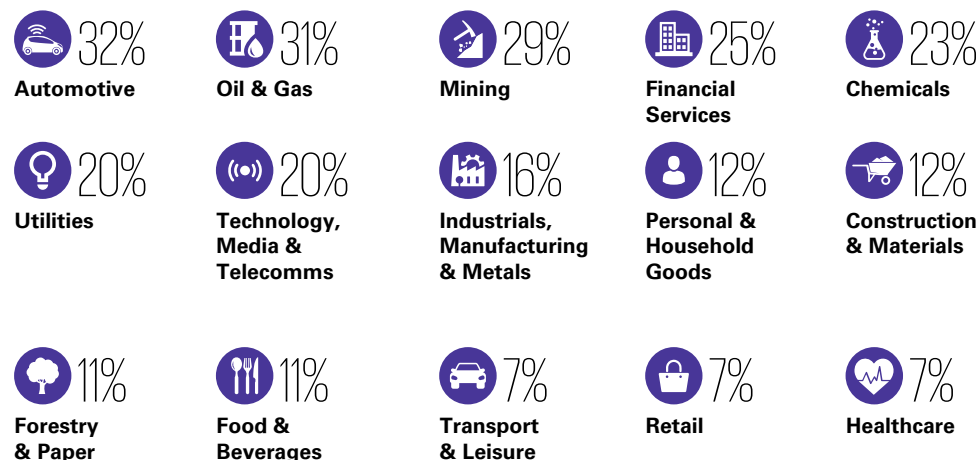 32% 31% 29% 25% 23%
Automotive Oil & Gas Mining Financial Chemicals
Services
20% 20% 16% 12% 12%
Utilities Technology, Industrials, Personal & Construction
Media & Manufacturing Household & Materials
Telecomms & Metals Goods
11% 11% 7% 7% 7%
Forestry Food & Transport Retail Healthcare
& Paper Beverages & Leisure